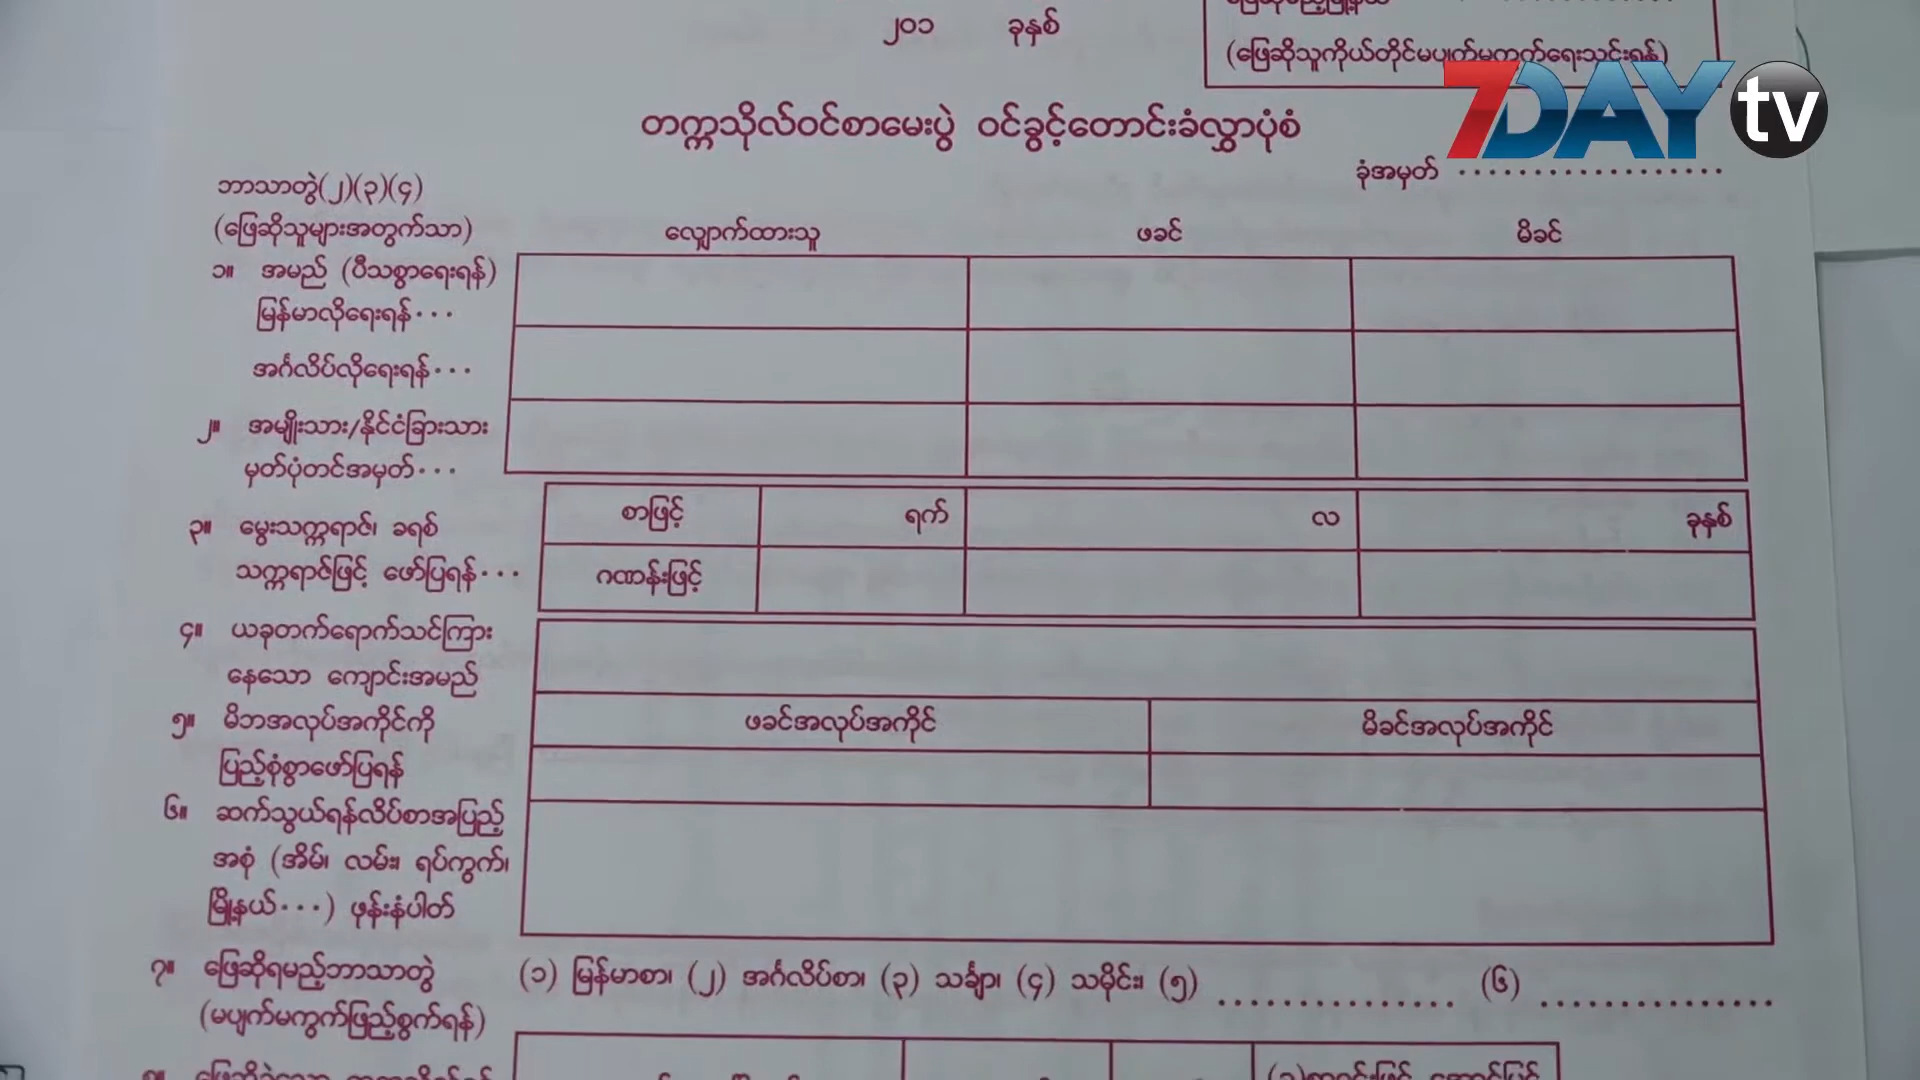 ၂၀၁ ခုနှစ်
(ဖြေဆိုသူကိုယ်တိုင်မပျက်မကွက်ရေးသင်းရန်)
7DAY tv
တက္ကသိုလ်ဝင်စာမေးပွဲ ဝင်ခွင့်တောင်းခံလွှာပုံစံ
ခုံအမှတ် ....................
ဘာသာတွဲ(၂)(၃)(၄)
(ဖြေဆိုသူများအတွက်သာ)
လျှောက်ထားသူ ဖခင် မိခင်
၁။ အမည် (ပီသစွာရေးရန်)
မြန်မာလိုရေးရန်...
အင်္ဂလိပ်လိုရေးရန်...
၂။ အမျိုးသား/နိုင်ငံခြားသား
မှတ်ပုံတင်အမှတ်...
၃။ မွေးသက္ကရာဇ်၊ ခရစ်
သက္ကရာဇ်ဖြင့် ဖော်ပြရန်...
စာဖြင့် ရက် လ ခုနှစ်
ဂဏန်းဖြင့်
၄။ ယခုတက်ရောက်သင်ကြား
နေသော ကျောင်းအမည်
၅။ မိဘအလုပ်အကိုင်ကို
ပြည့်စုံစွာဖော်ပြရန်
ဖခင်အလုပ်အကိုင် မိခင်အလုပ်အကိုင်
၆။ ဆက်သွယ်ရန်လိပ်စာအပြည့်
အစုံ (အိမ်၊ လမ်း၊ ရပ်ကွက်၊
မြို့နယ်...) ဖုန်းနံပါတ်
၇။ ဖြေဆိုရမည့်ဘာသာတွဲ
(မပျက်မကွက်ဖြည့်စွက်ရန်)
(၁) မြန်မာစာ၊ (၂) အင်္ဂလိပ်စာ၊ (၃) သင်္ချာ၊ (၄) သမိုင်း၊ (၅) ................ (၆) ................